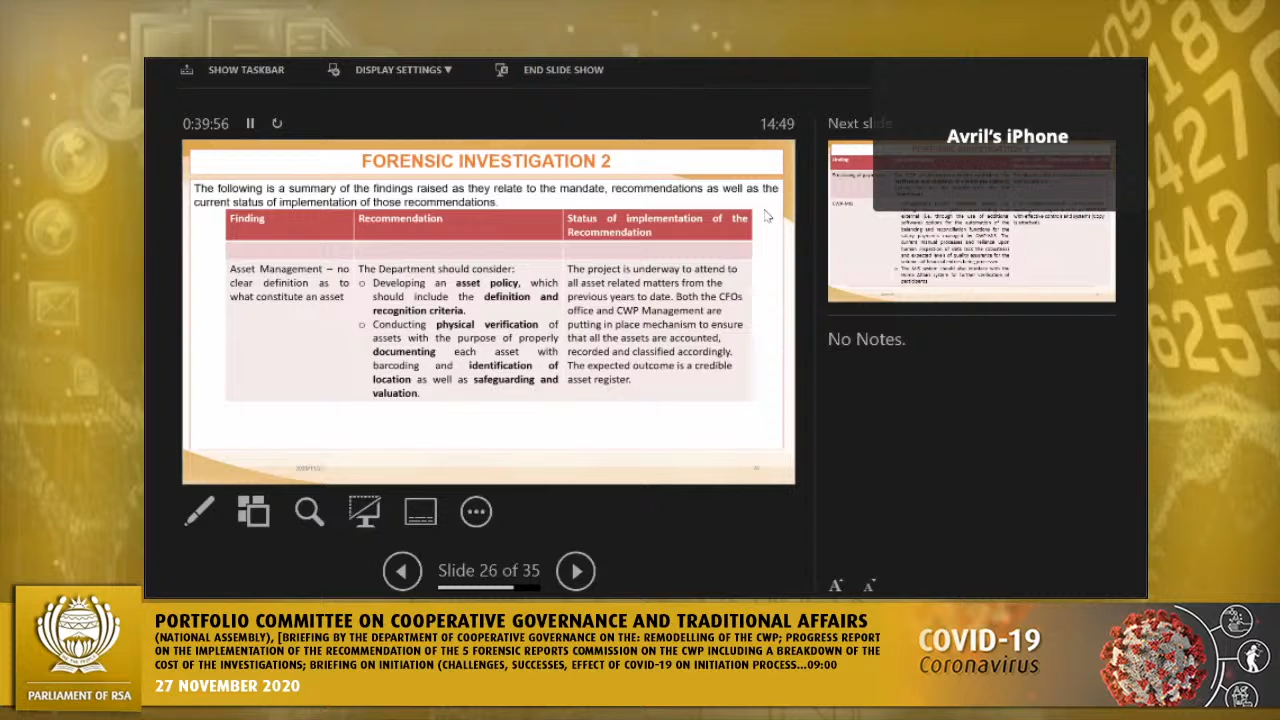 SHOW TASKBAR
DISPLAY SETTINGS ▼
END SLIDE SHOW
0:39:56
14:49
Next slide
Avril's iPhone
FORENSIC INVESTIGATION 2
The following is a summary of the findings raised as they relate to the mandate, recommendations as well as the
current status of implementation of those recommendations.
Finding
Recommendation
Status of implementation of the
Recommendation
Asset Management – no
clear definition as to
what constitute an asset
The Department should consider:
o Developing an asset policy, which
should include the definition and
recognition criteria.
o Conducting physical verification of
assets with the purpose of properly
documenting each asset with
barcoding and identification of
location as well as safeguarding and
valuation.
The project is underway to attend to
all asset related matters from the
previous years to date. Both the CFOs
office and CWP Management are
putting in place mechanism to ensure
that all the assets are accounted,
recorded and classified accordingly.
The expected outcome is a credible
asset register.
No Notes.
Slide 26 of 35
A A
PARLIAMENT OF RSA
PORTFOLIO COMMITTEE ON COOPERATIVE GOVERNANCE AND TRADITIONAL AFFAIRS
(NATIONAL ASSEMBLY), [BRIEFING BY THE DEPARTMENT OF COOPERATIVE GOVERNANCE ON THE: REMODELLING OF THE CWP; PROGRESS REPORT
ON THE IMPLEMENTATION OF THE RECOMMENDATION OF THE 5 FORENSIC REPORTS COMMISSION ON THE CWP INCLUDING A BREAKDOWN OF THE
COST OF THE INVESTIGATIONS; BRIEFING ON INITIATION (CHALLENGES, SUCCESSES, EFFECT OF COVID-19 ON INITIATION PROCESS...09:00
27 NOVEMBER 2020
COVID-19
Coronavirus